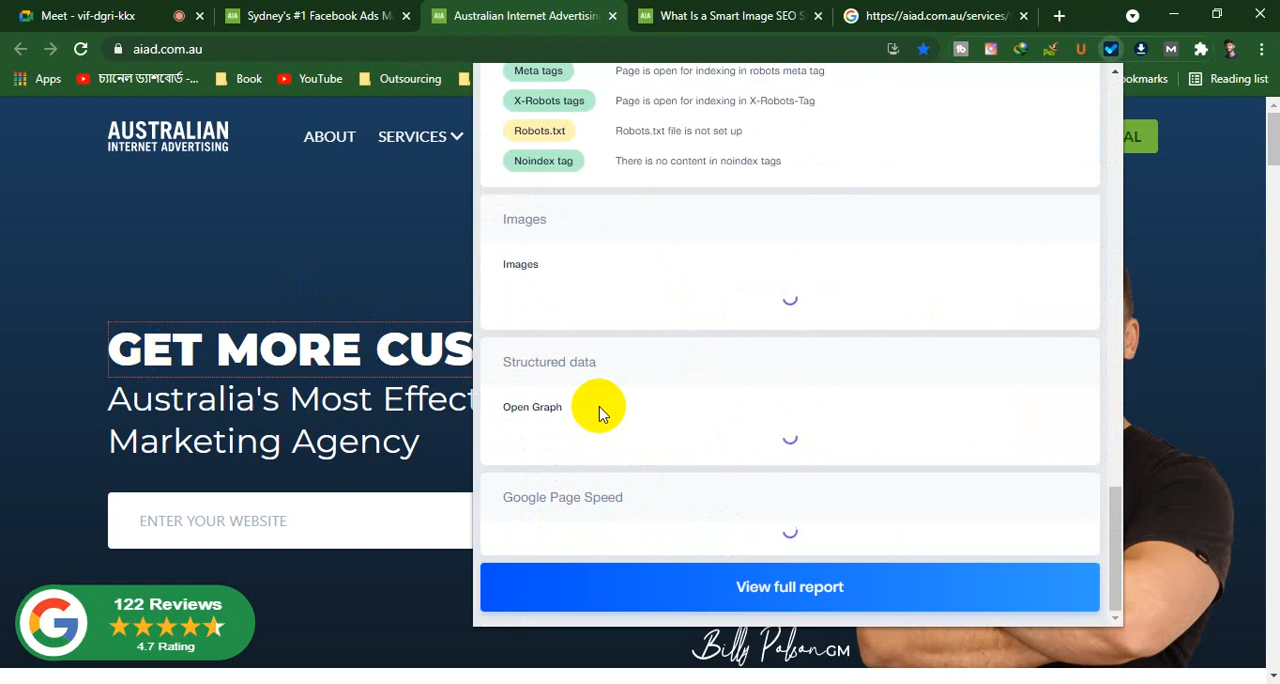 Meet - vif-dgri-kkx
Sydney's #1 Facebook Ads M
Australian Internet Advertisin
What Is a Smart Image SEO S
https://aiad.com.au/services/
aiad.com.au
Apps
চ্যানেল ড্যাশবোর্ড -...
Book
YouTube
Outsourcing
ookmarks
Reading list
AUSTRALIAN
INTERNET ADVERTISING
ABOUT
SERVICES
AL
Meta tags
Page is open for indexing in robots meta tag
X-Robots tags
Page is open for indexing in X-Robots-Tag
Robots.txt
Robots.txt file is not set up
Noindex tag
There is no content in noindex tags
Images
Images
Structured data
Open Graph
Google Page Speed
View full report
GET MORE CUS
Australia's Most Effect
Marketing Agency
ENTER YOUR WEBSITE
122 Reviews
4.7 Rating
Billy Polson GM